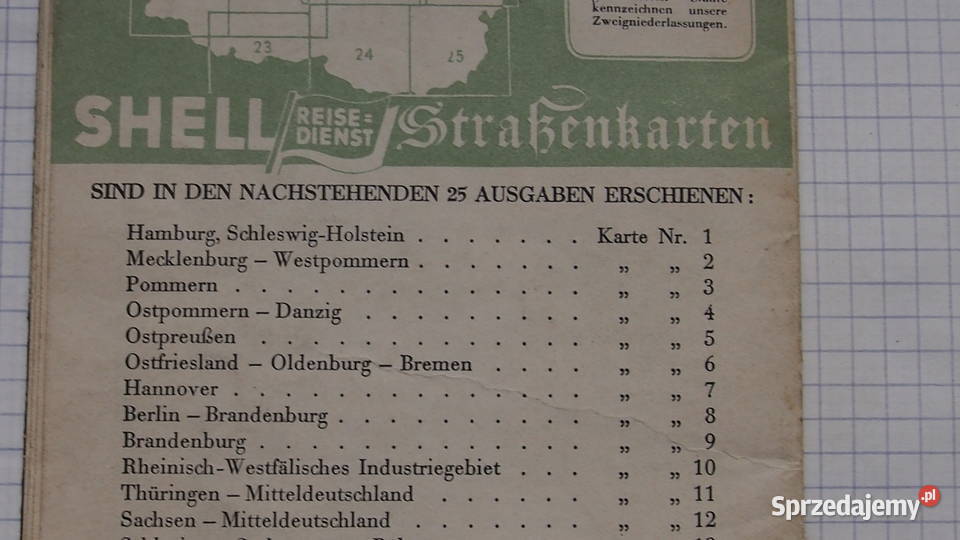 kennzeichnen unsere
Zweigniederlassungen.
23
24
25
SHELL REISE=DIENST Straßenkarten
SIND IN DEN NACHSTEHENDEN 25 AUSGABEN ERSCHIENEN:
Hamburg, Schleswig-Holstein . . . . . . . Karte Nr. 1
Mecklenburg – Westpommern . . . . . . . „ „ 2
Pommern . . . . . . . . . . . . . . „ „ 3
Ostpommern – Danzig . . . . . . . . . „ „ 4
Ostpreußen . . . . . . . . . . . . . „ „ 5
Ostfriesland – Oldenburg – Bremen . . . . „ „ 6
Hannover . . . . . . . . . . . . . . „ „ 7
Berlin – Brandenburg . . . . . . . . . . „ „ 8
Brandenburg . . . . . . . . . . . . . „ „ 9
Rheinisch-Westfälisches Industriegebiet . . . „ „ 10
Thüringen – Mitteldeutschland . . . . . . „ „ 11
Sachsen – Mitteldeutschland . . . . . . . „ „ 12
Sprzedajemy.pl